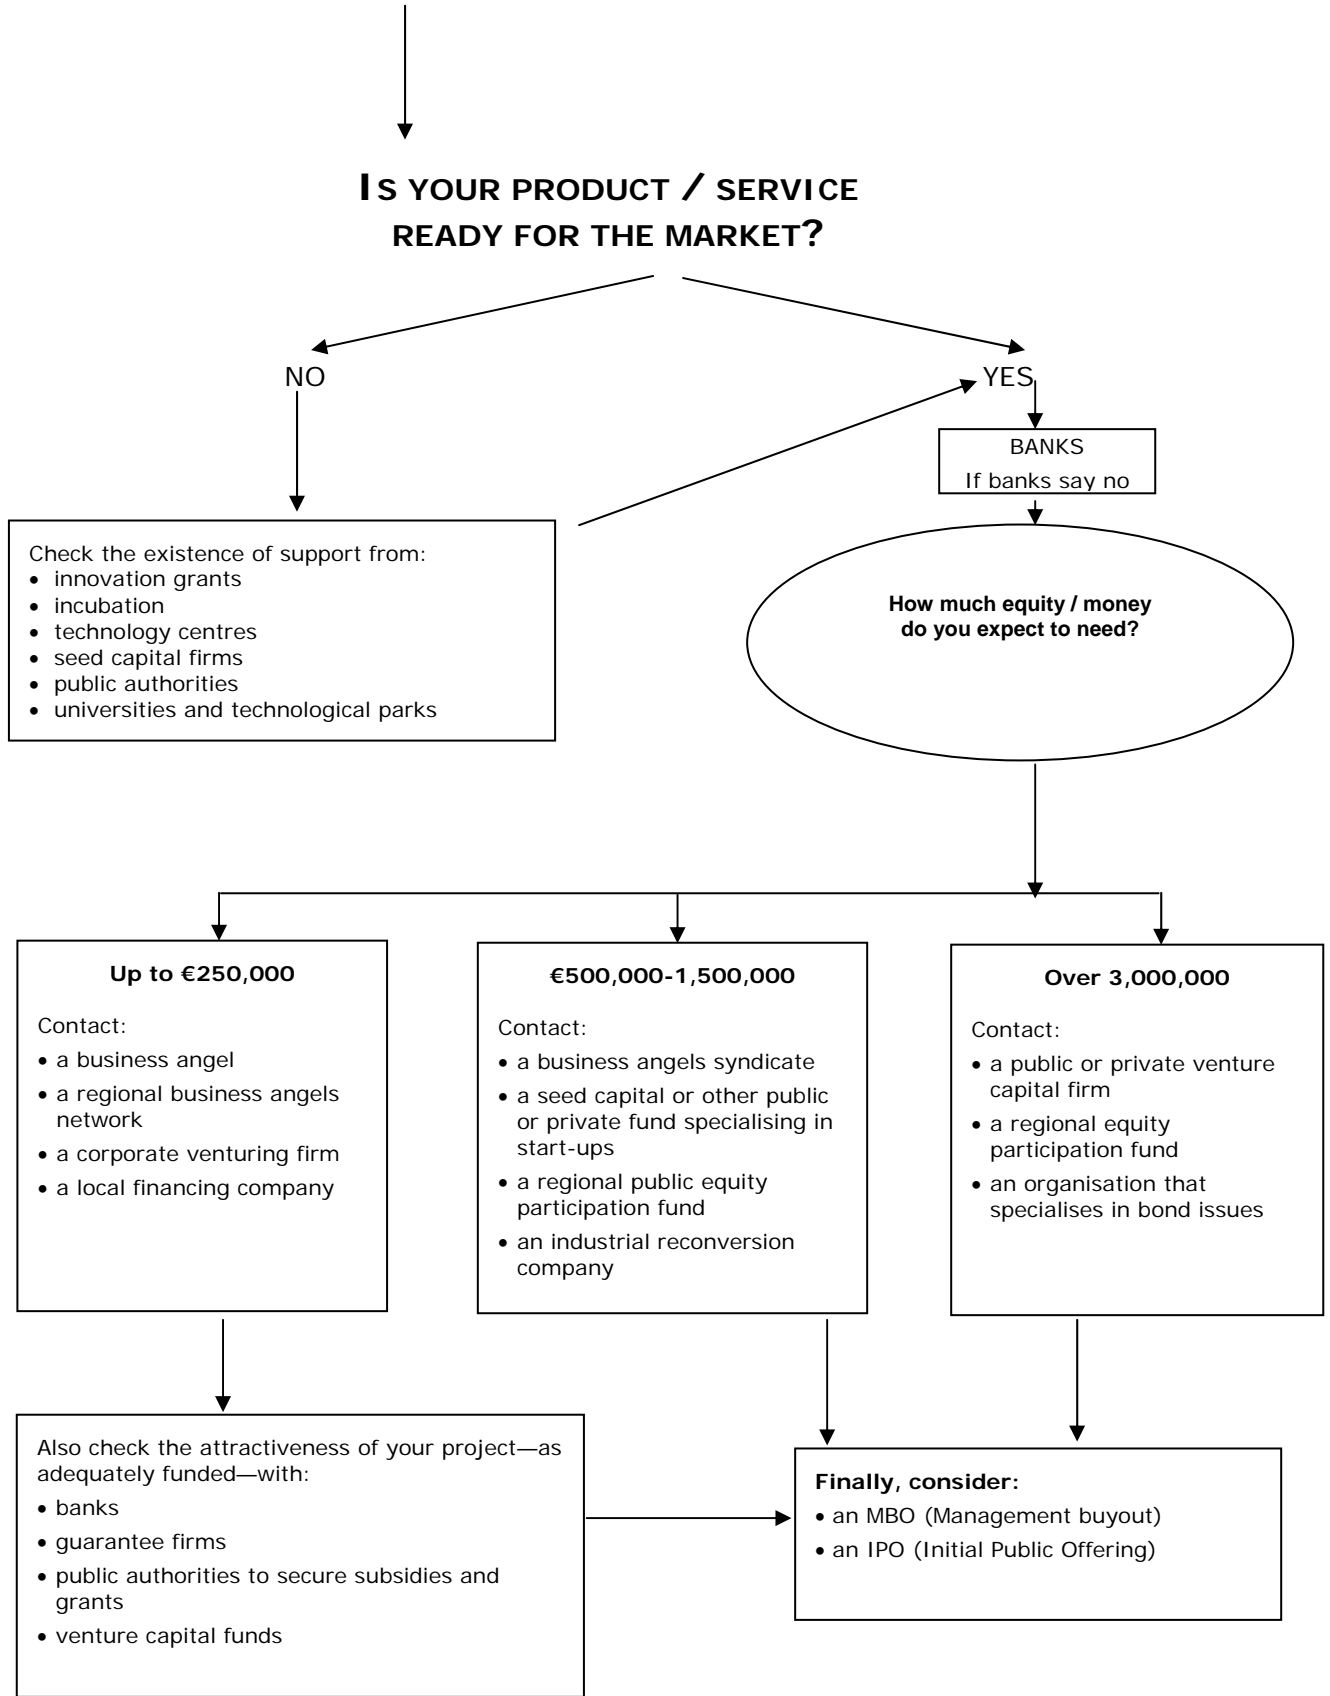 IS YOUR PRODUCT / SERVICE
READY FOR THE MARKET?
NO
YES
BANKS
If banks say no
Check the existence of support from:
• innovation grants
• incubation
• technology centres
• seed capital firms
• public authorities
• universities and technological parks
How much equity / money
do you expect to need?
Up to €250,000
Contact:
• a business angel
• a regional business angels
network
• a corporate venturing firm
• a local financing company
€500,000-1,500,000
Contact:
• a business angels syndicate
• a seed capital or other public
or private fund specialising in
start-ups
• a regional public equity
participation fund
• an industrial reconversion
company
Over 3,000,000
Contact:
• a public or private venture
capital firm
• a regional equity
participation fund
• an organisation that
specialises in bond issues
Also check the attractiveness of your project—as
adequately funded—with:
• banks
• guarantee firms
• public authorities to secure subsidies and
grants
• venture capital funds
Finally, consider:
• an MBO (Management buyout)
• an IPO (Initial Public Offering)